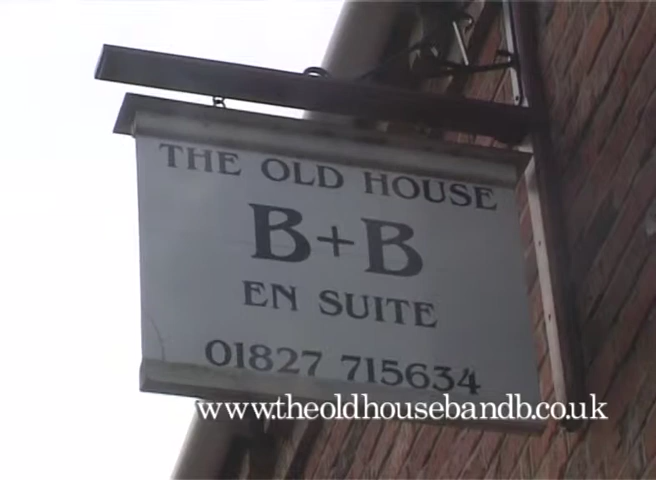 THE OLD HOUSE
B+B
EN SUITE
01827 715634
www.theoldhousebandb.co.uk